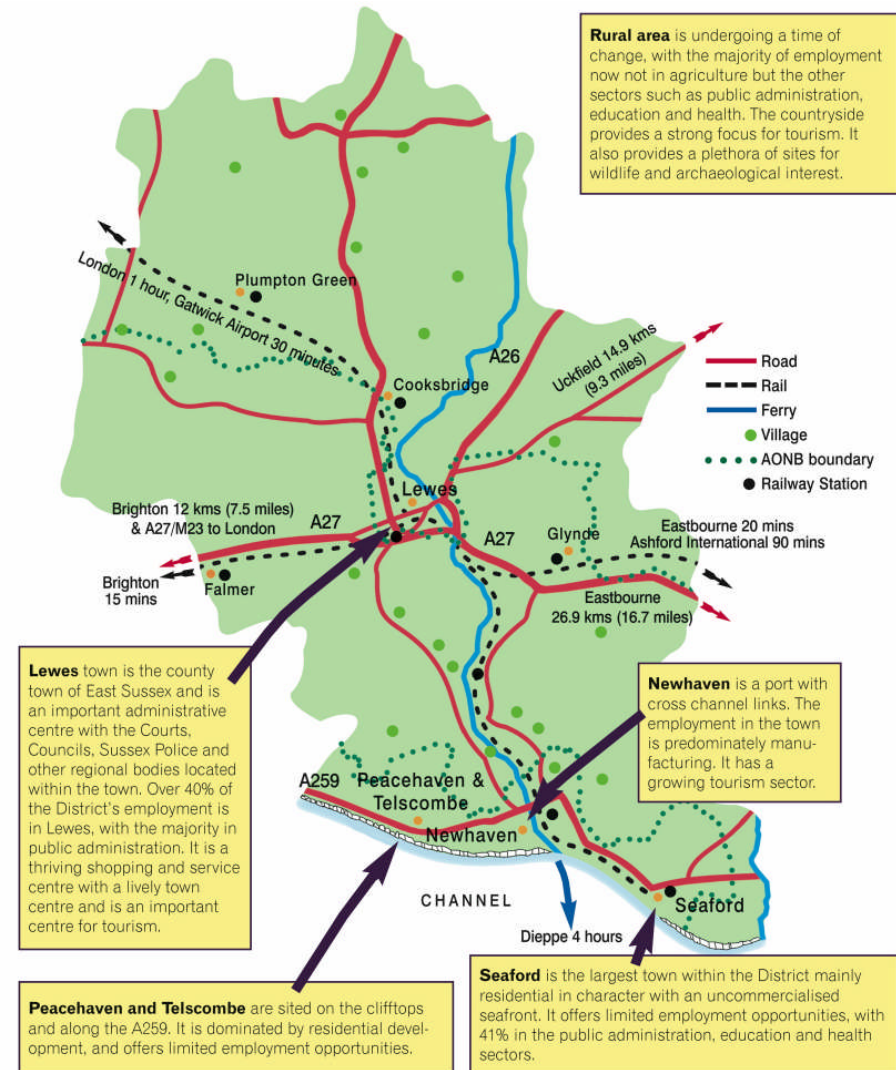 Rural area is undergoing a time of
change, with the majority of employment
now not in agriculture but the other
sectors such as public administration,
education and health. The countryside
provides a strong focus for tourism. It
also provides a plethora of sites for
wildlife and archaeological interest.
London 1 hour, Gatwick Airport 30 minutes
Plumpton Green
Cooksbridge
A26
Uckfield 14.9 kms
(9.3 miles)
Road
Rail
Ferry
Village
AONB boundary
Railway Station
Lewes
Brighton 12 kms (7.5 miles)
& A27/M23 to London
A27
A27
Glynde
Eastbourne 20 mins
Ashford International 90 mins
Brighton
15 mins
Falmer
Eastbourne
26.9 kms (16.7 miles)
Lewes town is the county
town of East Sussex and is
an important administrative
centre with the Courts,
Councils, Sussex Police and
other regional bodies located
within the town. Over 40% of
the District's employment is
in Lewes, with the majority in
public administration. It is a
thriving shopping and service
centre with a lively town
centre and is an important
centre for tourism.
Newhaven is a port with
cross channel links. The
employment in the town
is predominately manu-
facturing. It has a
growing tourism sector.
A259
Peacehaven &
Telscombe
Newhaven
CHANNEL
Seaford
Dieppe 4 hours
Peacehaven and Telscombe are sited on the clifftops
and along the A259. It is dominated by residential devel-
opment, and offers limited employment opportunities.
Seaford is the largest town within the District mainly
residential in character with an uncommercialised
seafront. It offers limited employment opportunities, with
41% in the public administration, education and health
sectors.